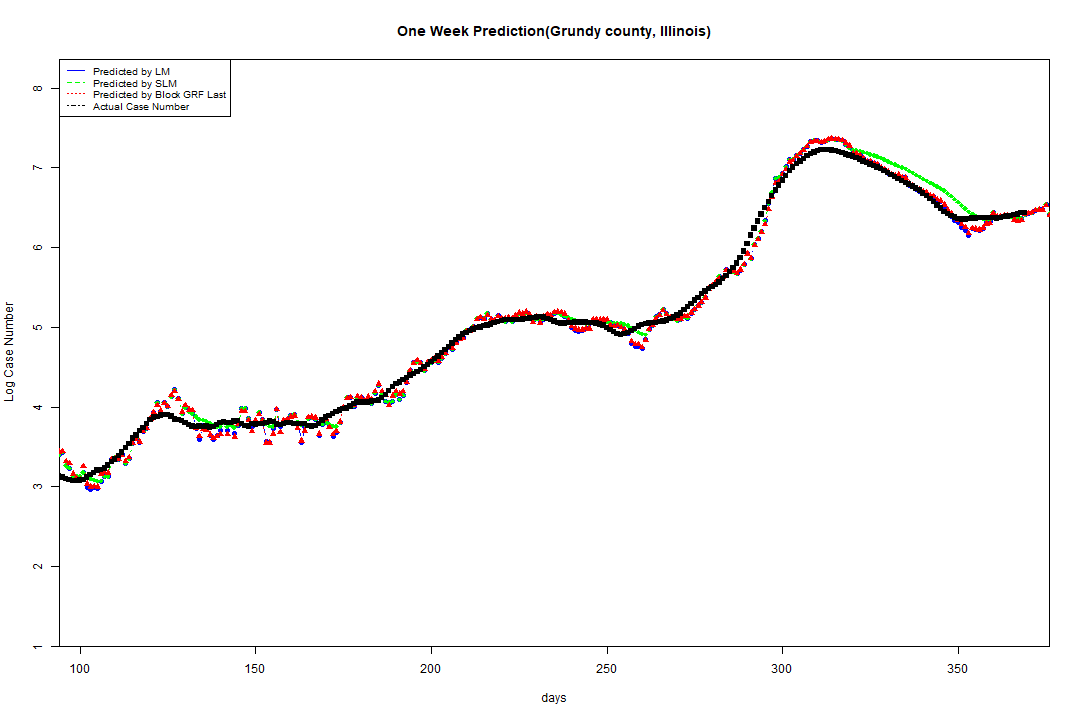 One Week Prediction(Grundy county, Illinois)
Predicted by LM
Predicted by SLM
Predicted by Block GRF Last
Actual Case Number
Log Case Number
8
7
6
5
4
3
2
1
100 150 200 250 300 350
days